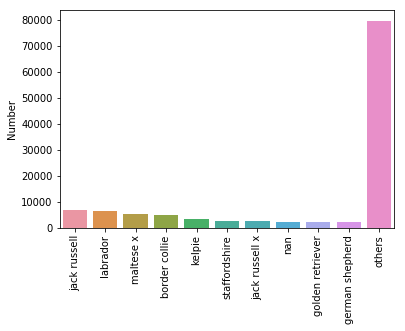 80000
70000
60000
50000
40000
30000
20000
10000
0
Number
jack russell
labrador
maltese x
border collie
kelpie
staffordshire
jack russell x
nan
golden retriever
german shepherd
others